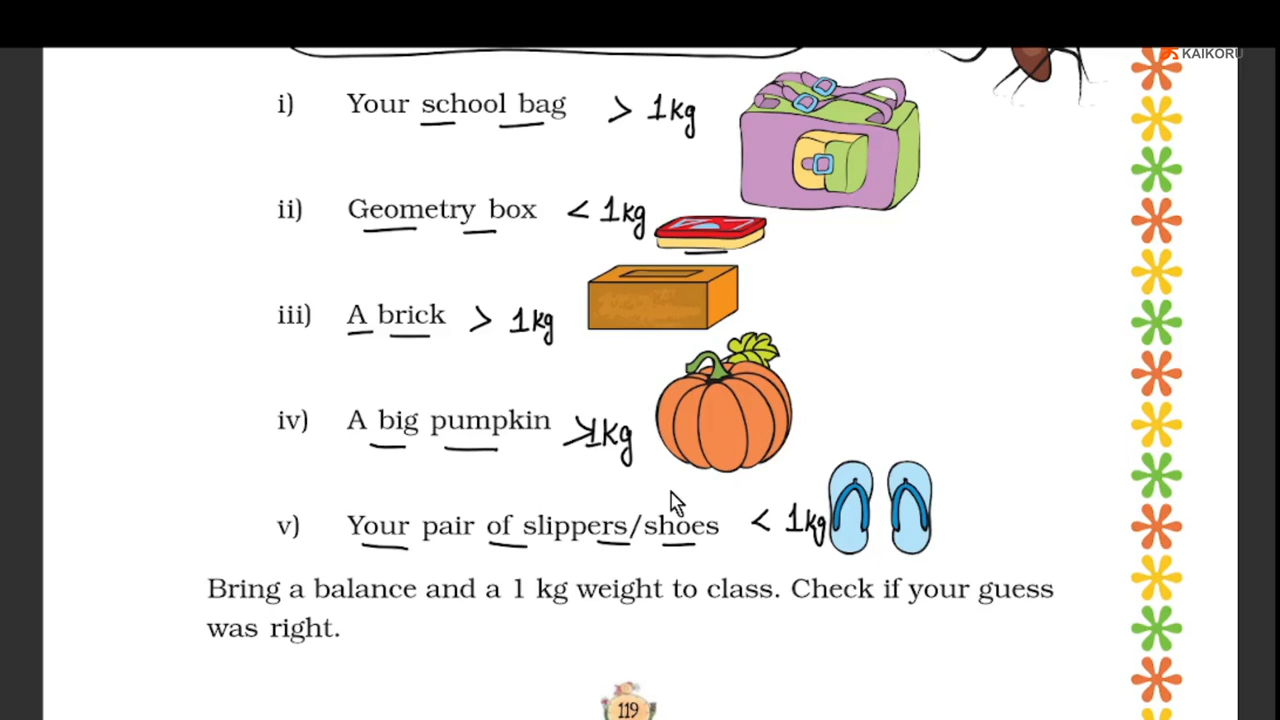 KAIKORU
i) Your school bag > 1kg
ii) Geometry box < 1kg
iii) A brick > 1kg
iv) A big pumpkin >1kg
v) Your pair of slippers/shoes < 1kg
Bring a balance and a 1 kg weight to class. Check if your guess
was right.
119